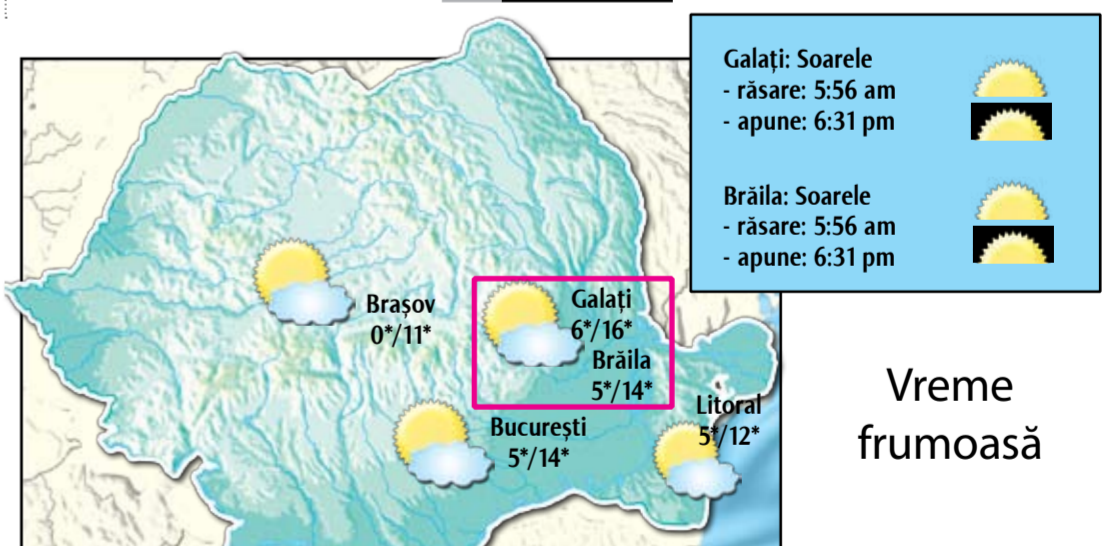 Galați: Soarele
- răsare: 5:56 am
- apune: 6:31 pm
Brăila: Soarele
- răsare: 5:56 am
- apune: 6:31 pm
Brașov
0*/11*
Galați
6*/16*
Brăila
5*/14*
București
5*/14*
Litoral
5*/12*
Vreme
frumoasă